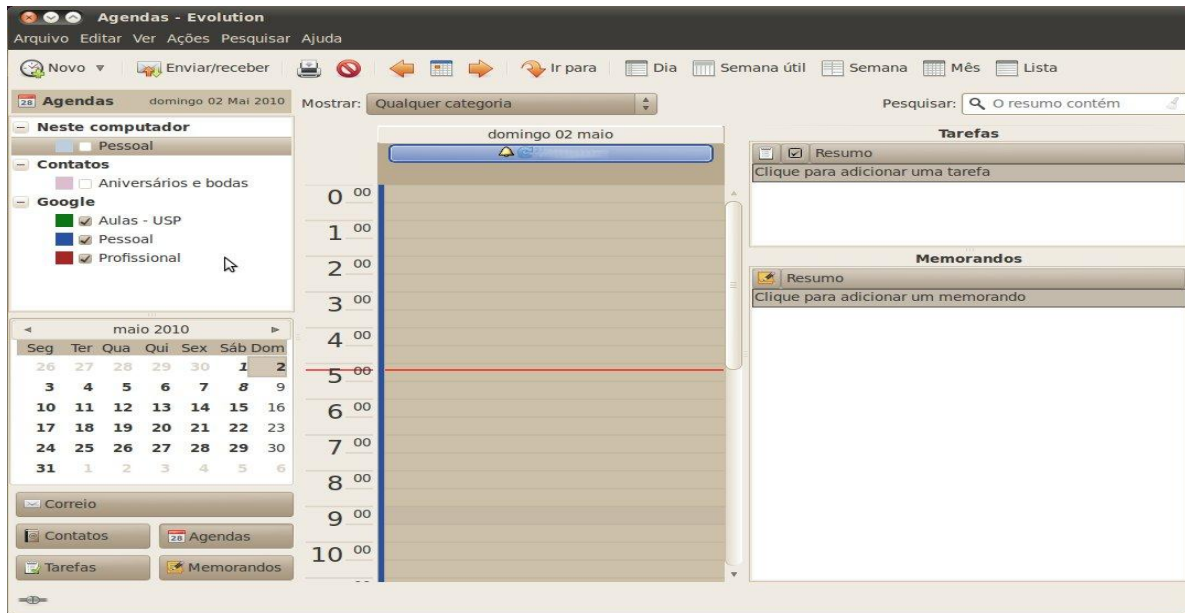 Agendas - Evolution
Arquivo Editar Ver Ações Pesquisar Ajuda
Novo Enviar/receber Ir para Dia Semana útil Semana Mês Lista
28 Agendas domingo 02 Mai 2010
Mostrar: Qualquer categoria Pesquisar: O resumo contém
Neste computador
Pessoal
Contatos
Aniversários e bodas
Google
Aulas - USP
Pessoal
Profissional
maio 2010
Seg Ter Qua Qui Sex Sáb Dom
26 27 28 29 30 1 2
3 4 5 6 7 8 9
10 11 12 13 14 15 16
17 18 19 20 21 22 23
24 25 26 27 28 29 30
31 1 2 3 4 5 6
Correio
Contatos 28 Agendas
Tarefas Memorandos
domingo 02 maio
0 00
1 00
2 00
3 00
4 00
5 00
6 00
7 00
8 00
9 00
10 00
Tarefas
Resumo
Clique para adicionar uma tarefa
Memorandos
Resumo
Clique para adicionar um memorando